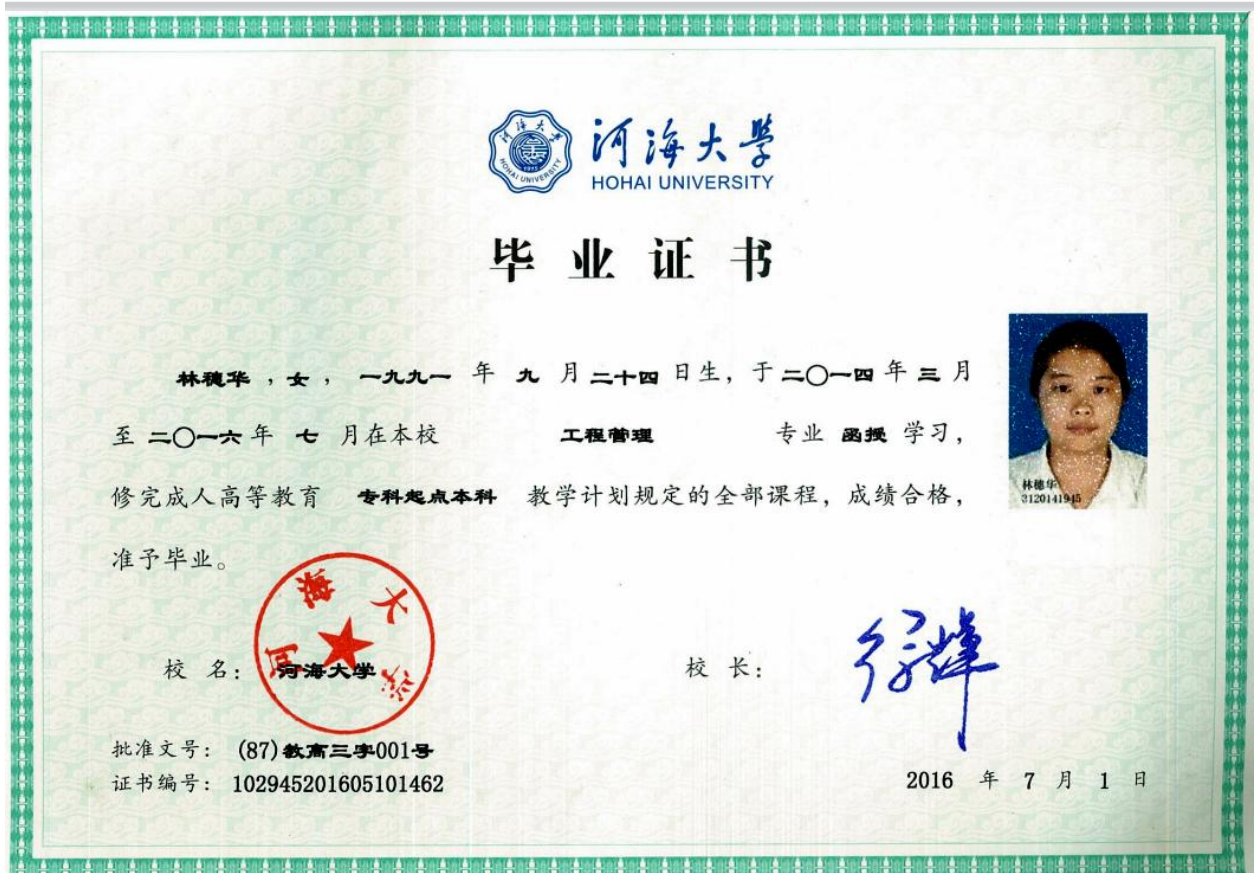 河海大學
HOHAI UNIVERSITY
毕业证书
林穗华，女，一九九一年九月二十四日生，于二〇一四年三月
至二〇一六年七月在本校 工程管理 专业 函授 学习，
修完成人高等教育 专科起点本科 教学计划规定的全部课程，成绩合格，
准予毕业。
林穗华
3120141945
校名：河海大学
校长：
河海大学
批准文号：(87)教高三字001号
证书编号：102945201605101462
2016 年 7 月 1 日